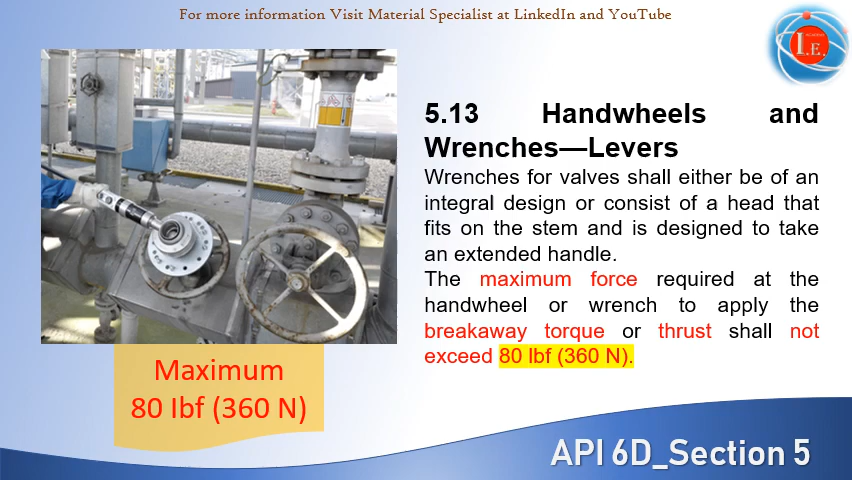 For more information Visit Material Specialist at LinkedIn and YouTube
ACADEMY
I.E.
5.13 Handwheels and
Wrenches—Levers
Wrenches for valves shall either be of an
integral design or consist of a head that
fits on the stem and is designed to take
an extended handle.
The maximum force required at the
handwheel or wrench to apply the
breakaway torque or thrust shall not
exceed 80 lbf (360 N).
Maximum
80 Ibf (360 N)
API 6D_Section 5